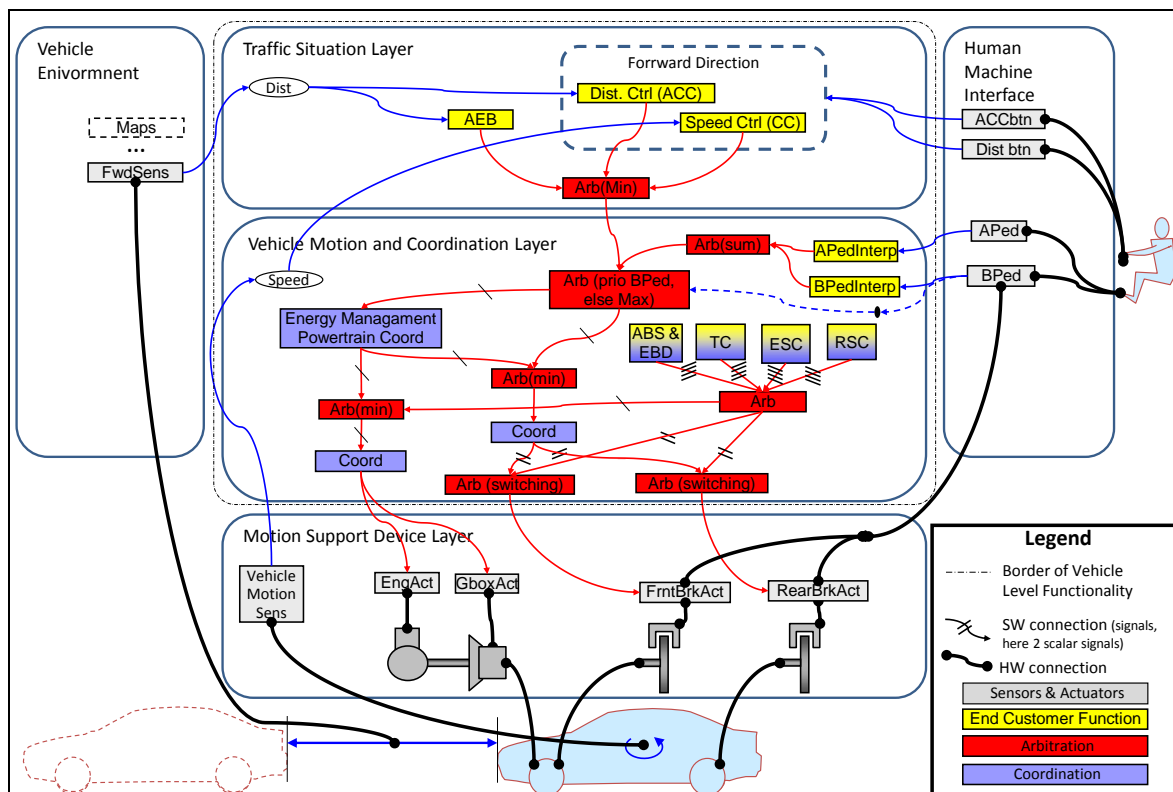 Vehicle
Enivormnent
Maps
...
FwdSens
Traffic Situation Layer
Forrward Direction
Dist
Dist. Ctrl (ACC)
AEB
Speed Ctrl (CC)
Arb(Min)
Human
Machine
Interface
ACCbtn
Dist btn
APed
BPed
Vehicle Motion and Coordination Layer
Speed
Arb(sum)
APedInterp
BPedInterp
Arb (prio BPed,
else Max)
Energy Managament
Powertrain Coord
ABS &
EBD
TC
ESC
RSC
Arb(min)
Arb(min)
Arb
Coord
Coord
Arb (switching)
Arb (switching)
Motion Support Device Layer
Vehicle
Motion
Sens
EngAct
GboxAct
FrntBrkAct
RearBrkAct
Legend
Border of Vehicle
Level Functionality
SW connection (signals,
here 2 scalar signals)
HW connection
Sensors & Actuators
End Customer Function
Arbitration
Coordination